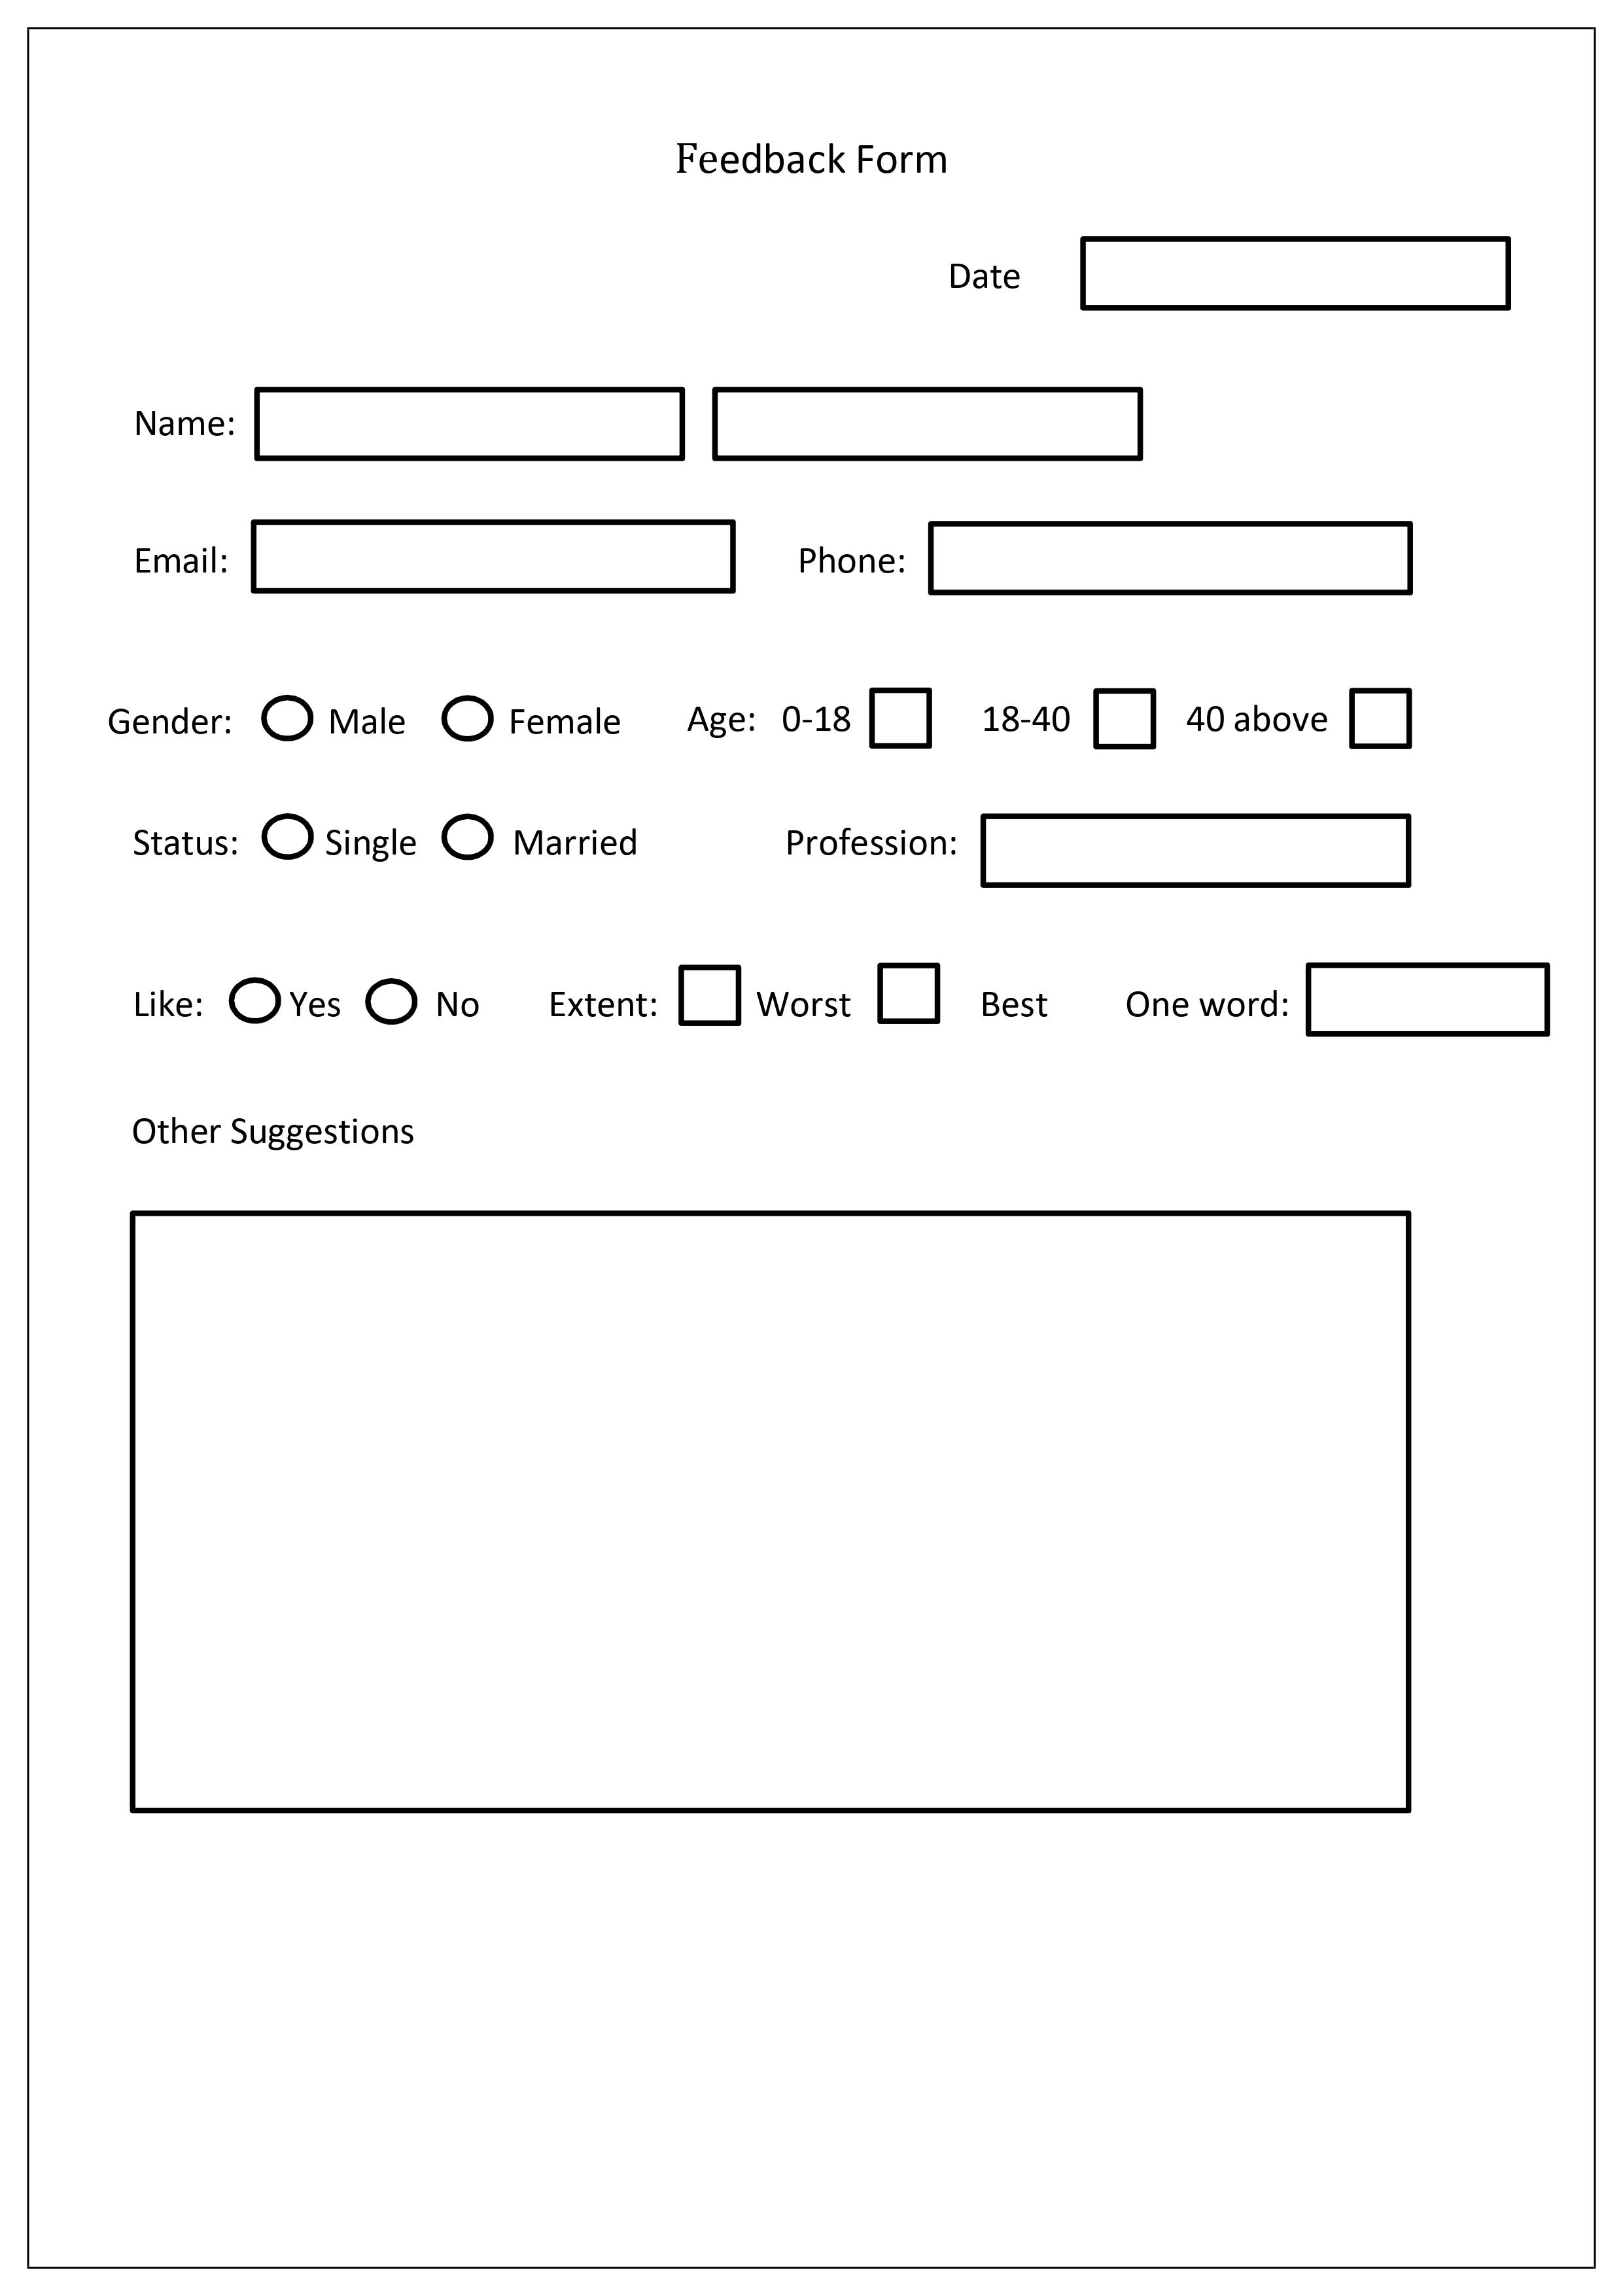 Feedback Form
Date
Name:
Email: Phone:
Gender: Male Female Age: 0-18 18-40 40 above
Status: Single Married Profession:
Like: Yes No Extent: Worst Best One word:
Other Suggestions